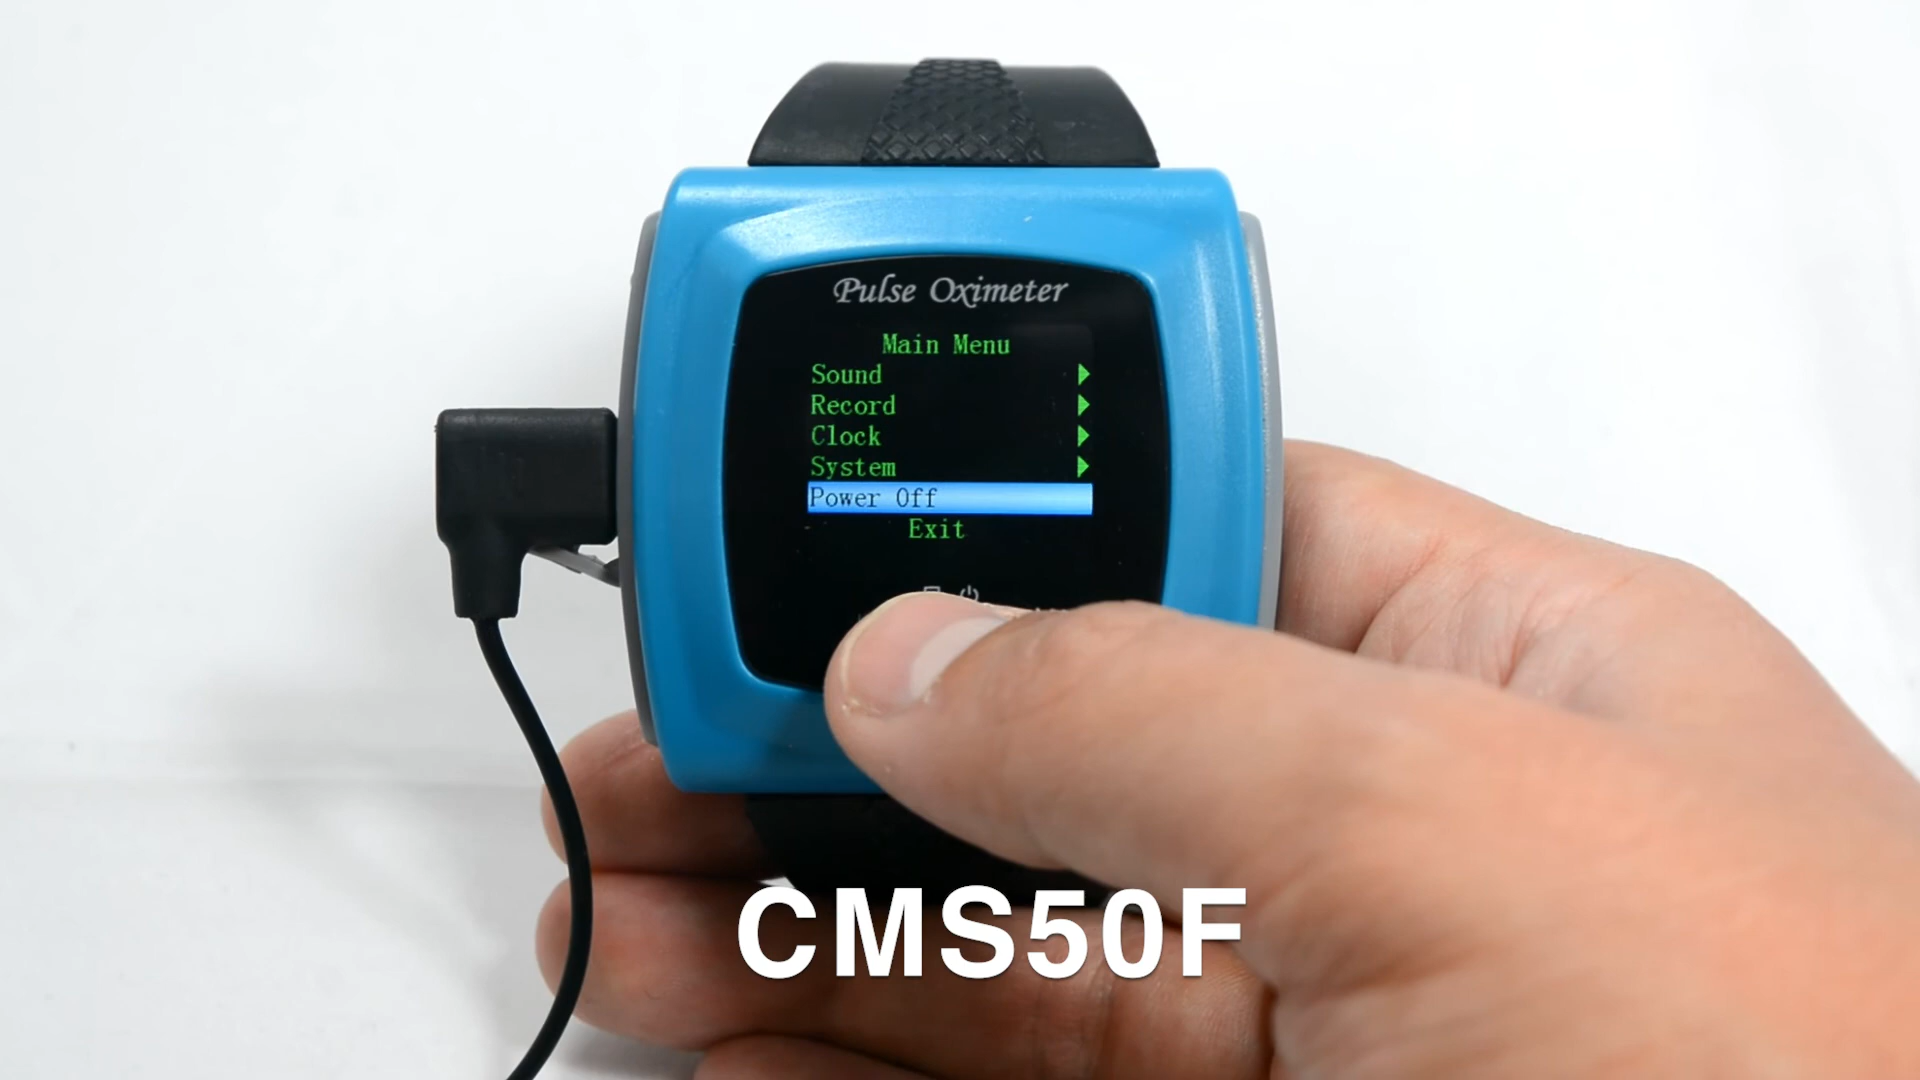 Pulse Oximeter
Main Menu
Sound
Record
Clock
System
Power Off
Exit
CMS50F